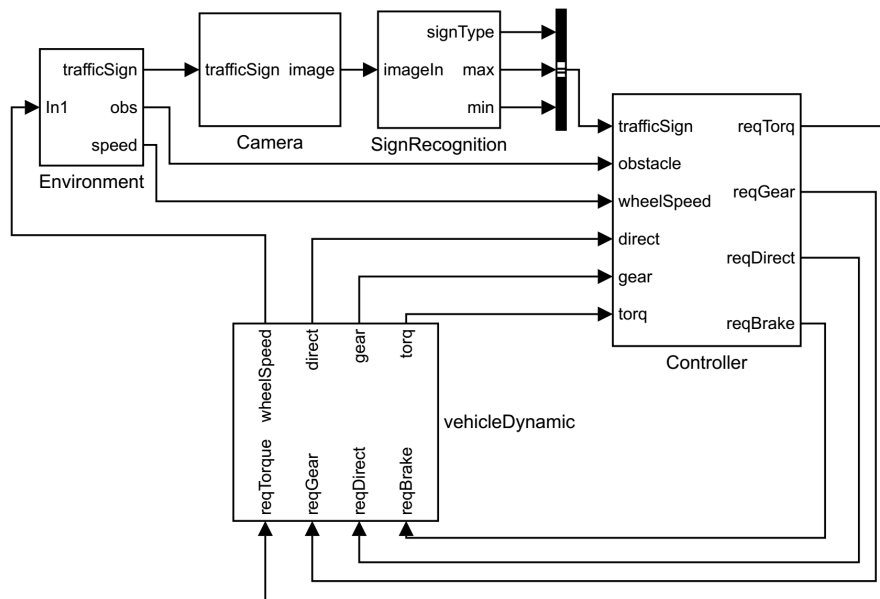 trafficSign
In1
obs
speed
Environment
trafficSign
image
Camera
signType
imageIn
max
min
SignRecognition
trafficSign
reqTorq
obstacle
reqGear
wheelSpeed
direct
reqDirect
gear
torq
reqBrake
Controller
wheelSpeed
direct
gear
torq
vehicleDynamic
reqTorque
reqGear
reqDirect
reqBrake